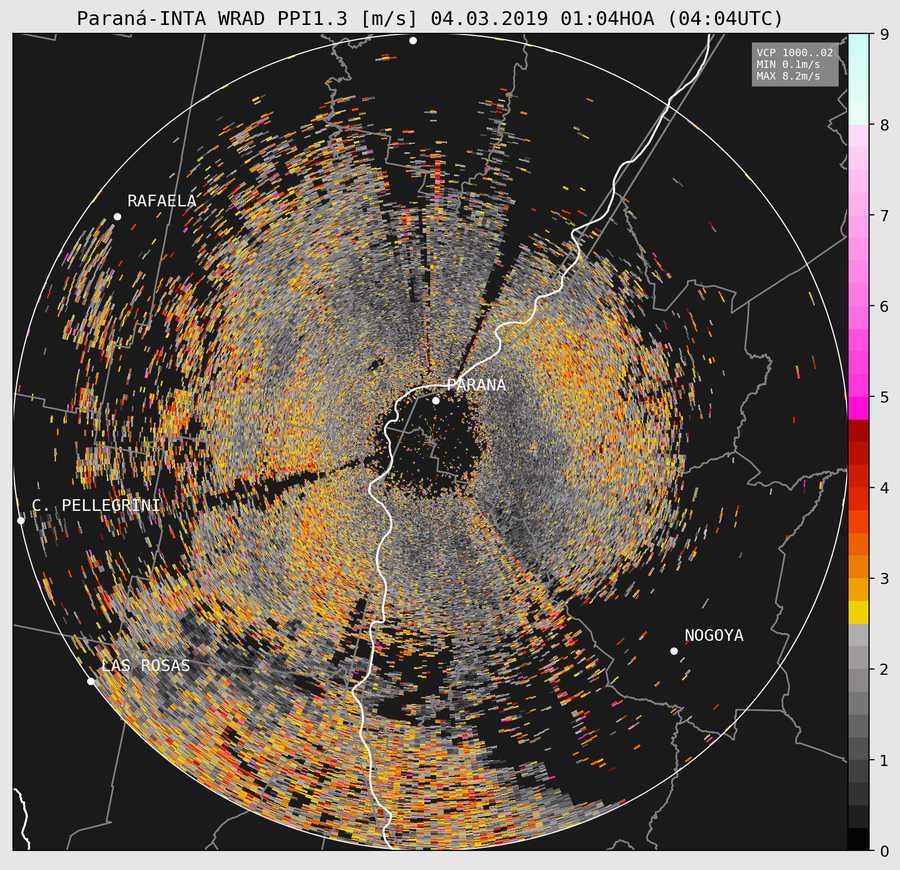 Paraná-INTA WRAD PPI1.3 [m/s] 04.03.2019 01:04HOA (04:04UTC)
VCP 1000..02
MIN 0.1m/s
MAX 8.2m/s
RAFAELA
PARANÁ
C. PELLEGRINI
NOGOYA
LAS ROSAS
9
8
7
6
5
4
3
2
1
0